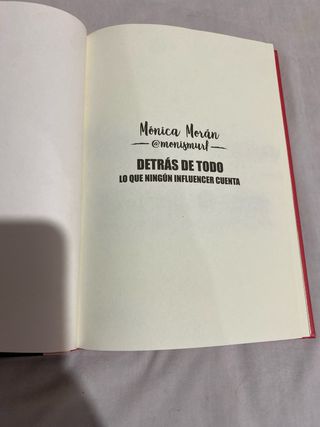 Mónica Morán
@monismurf
DETRÁS DE TODO
LO QUE NINGÚN INFLUENCER CUENTA